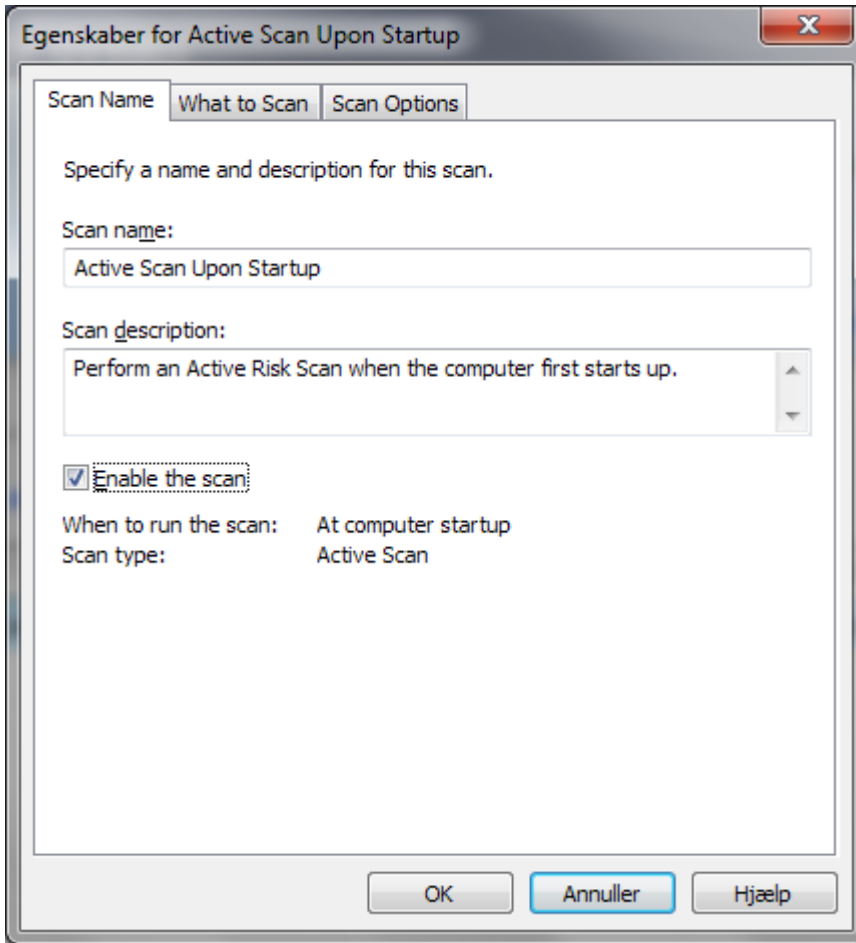 Egenskaber for Active Scan Upon Startup
Scan Name What to Scan Scan Options
Specify a name and description for this scan.
Scan name:
Active Scan Upon Startup
Scan description:
Perform an Active Risk Scan when the computer first starts up.
Enable the scan
When to run the scan: At computer startup
Scan type: Active Scan
OK Annuller Hjælp